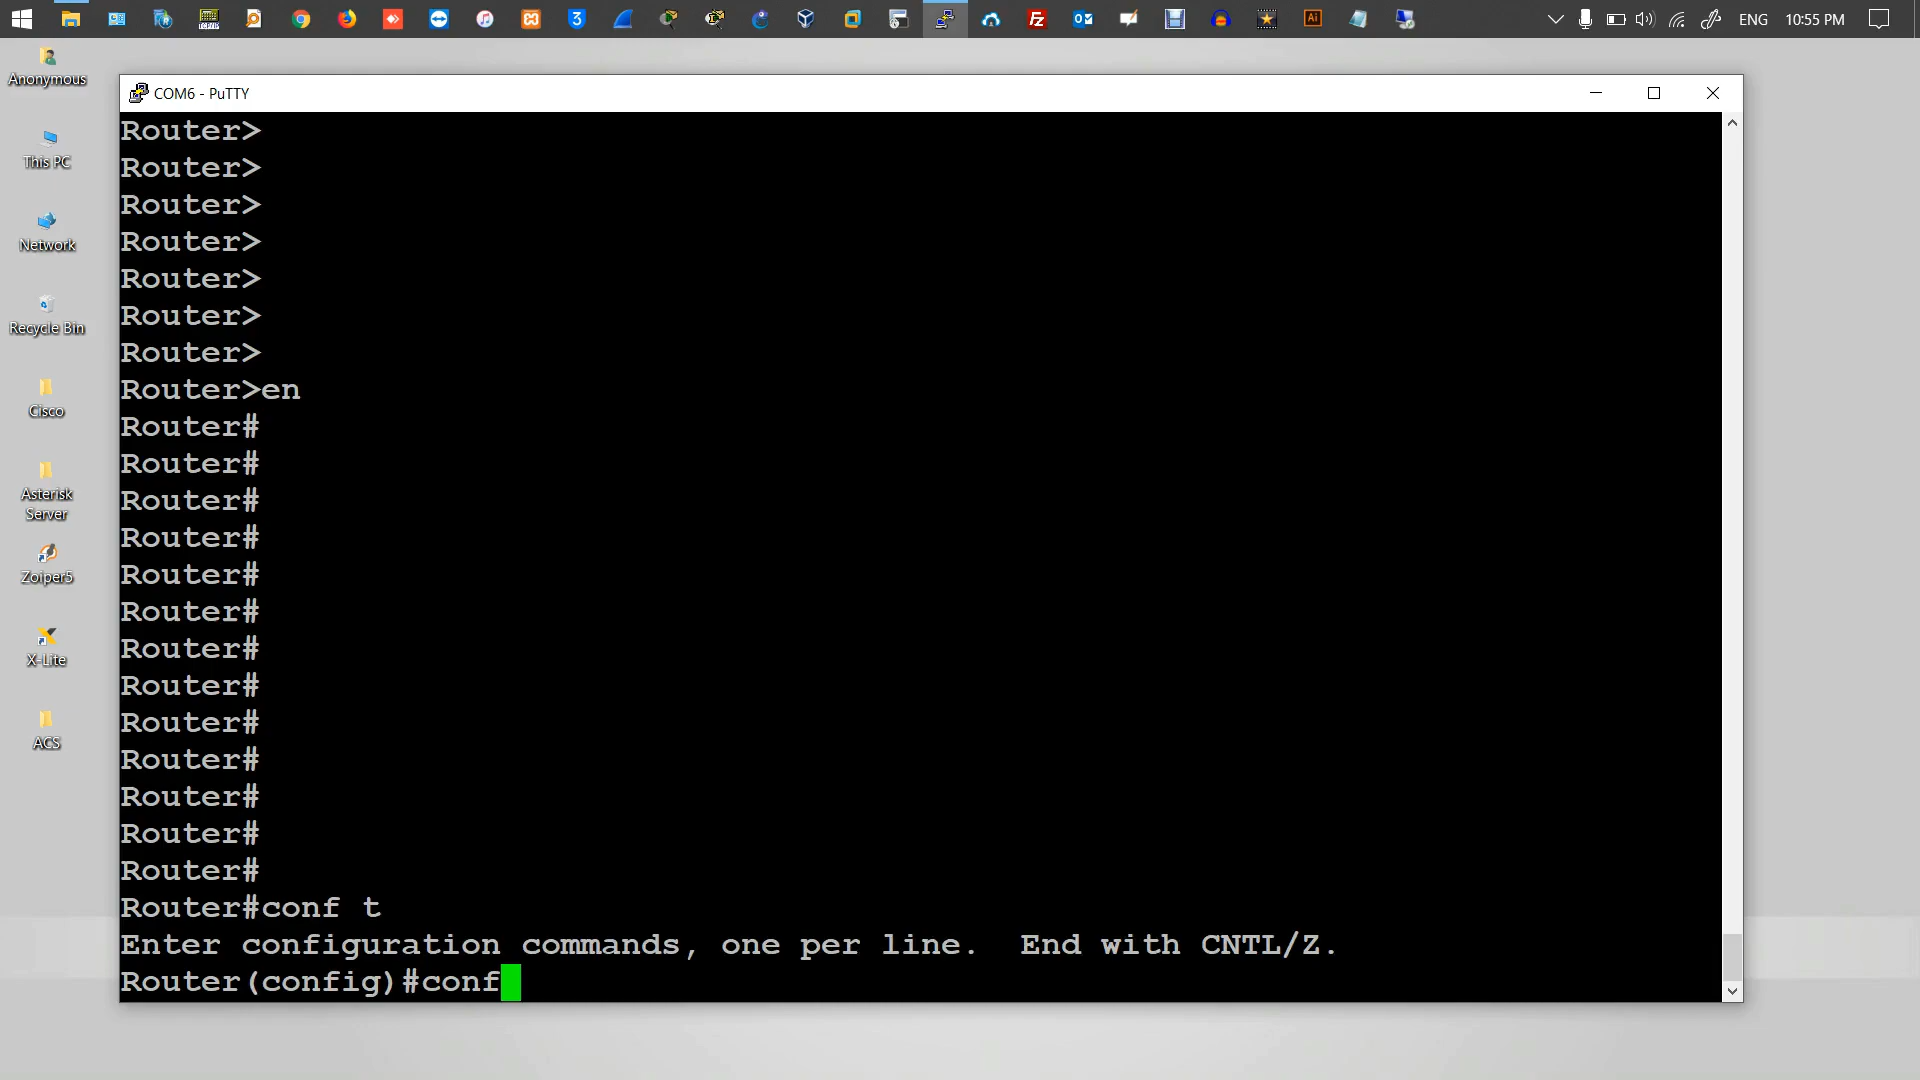 ENG 10:55 PM
Anonymous
This PC
Network
Recycle Bin
Cisco
Asterisk
Server
Zoiper5
X-Lite
ACS
COM6 - PuTTY
Router>
Router>
Router>
Router>
Router>
Router>
Router>
Router>en
Router#
Router#
Router#
Router#
Router#
Router#
Router#
Router#
Router#
Router#
Router#
Router#
Router#
Router#conf t
Enter configuration commands, one per line.  End with CNTL/Z.
Router(config)#conf